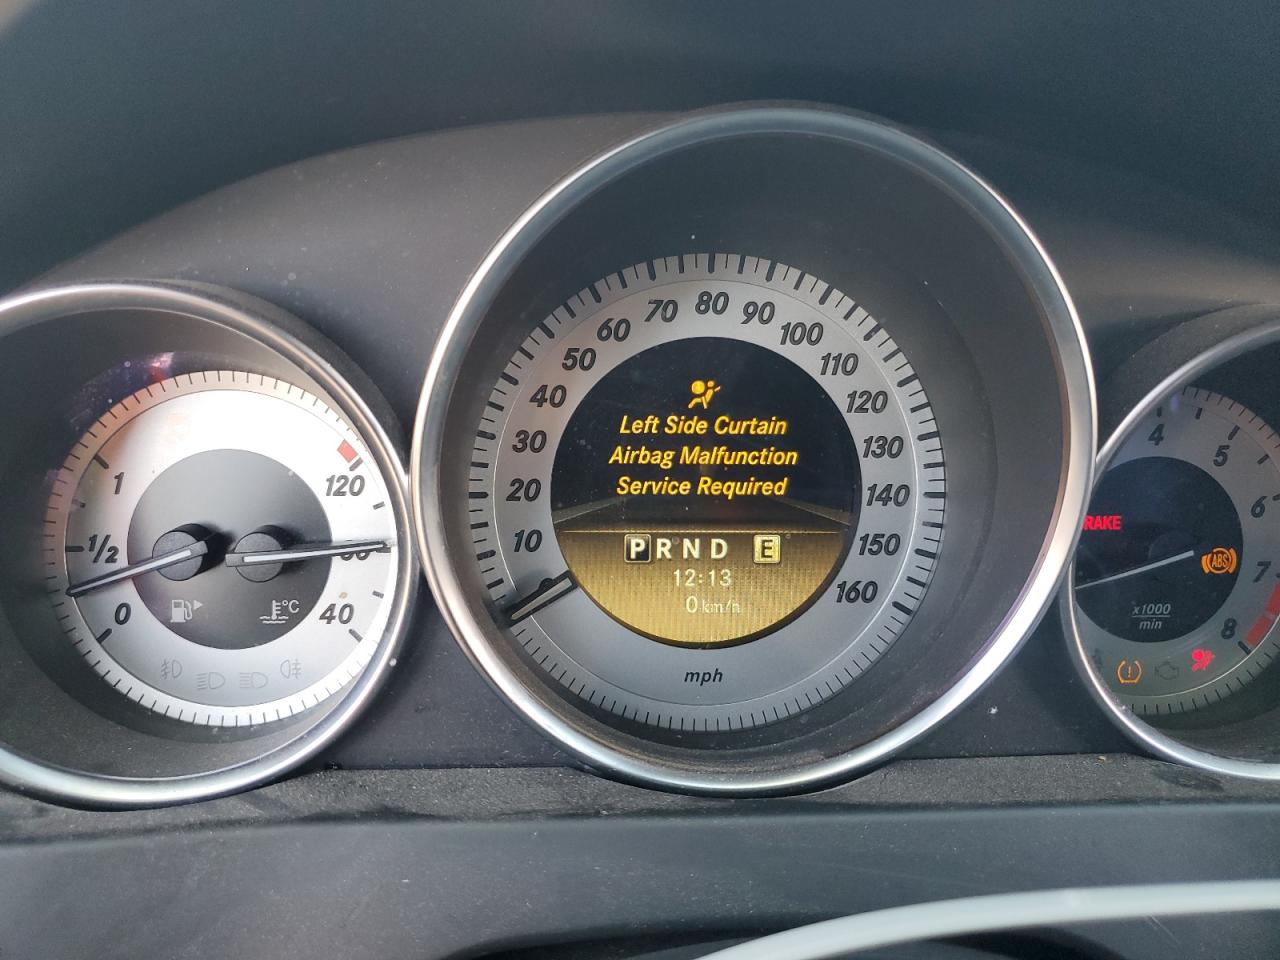 1
1/2
0
120
40
°C
0
10
20
30
40
50
60
70
80
90
100
110
120
130
140
150
160
Left Side Curtain
Airbag Malfunction
Service Required
PRND E
12:13
0 km/h
mph
4
5
6
7
8
RAKE
ABS
x1000
min